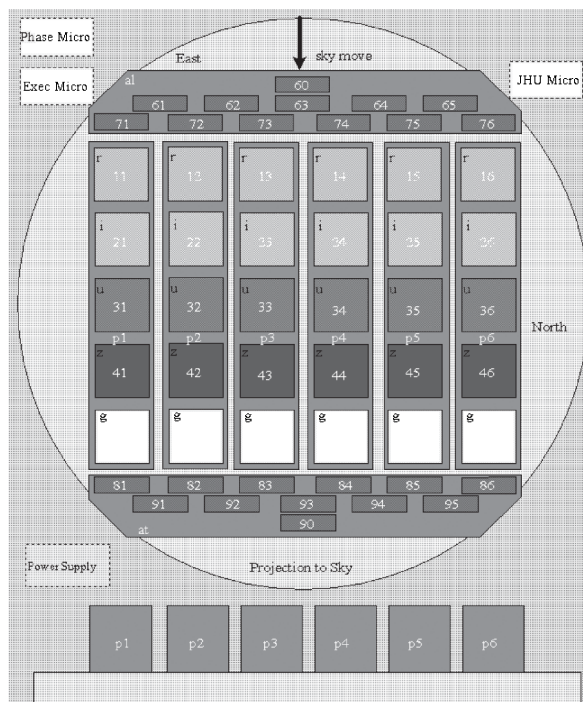 Phase Micro
East
sky move
Exec Micro
al
60
JHU Micro
61 62 63 64 65
71 72 73 74 75 76
r r r r r r
11 12 13 14 15 16
i i i i i i
21 22 23 24 25 26
u u u u u u
31 32 33 34 35 36
North
p1 p2 p3 p4 p5 p6
z z z z z z
41 42 43 44 45 46
g g g g g g
81 82 83 84 85 86
91 92 93 94 95
90
at
Power Supply
Projection to Sky
p1 p2 p3 p4 p5 p6